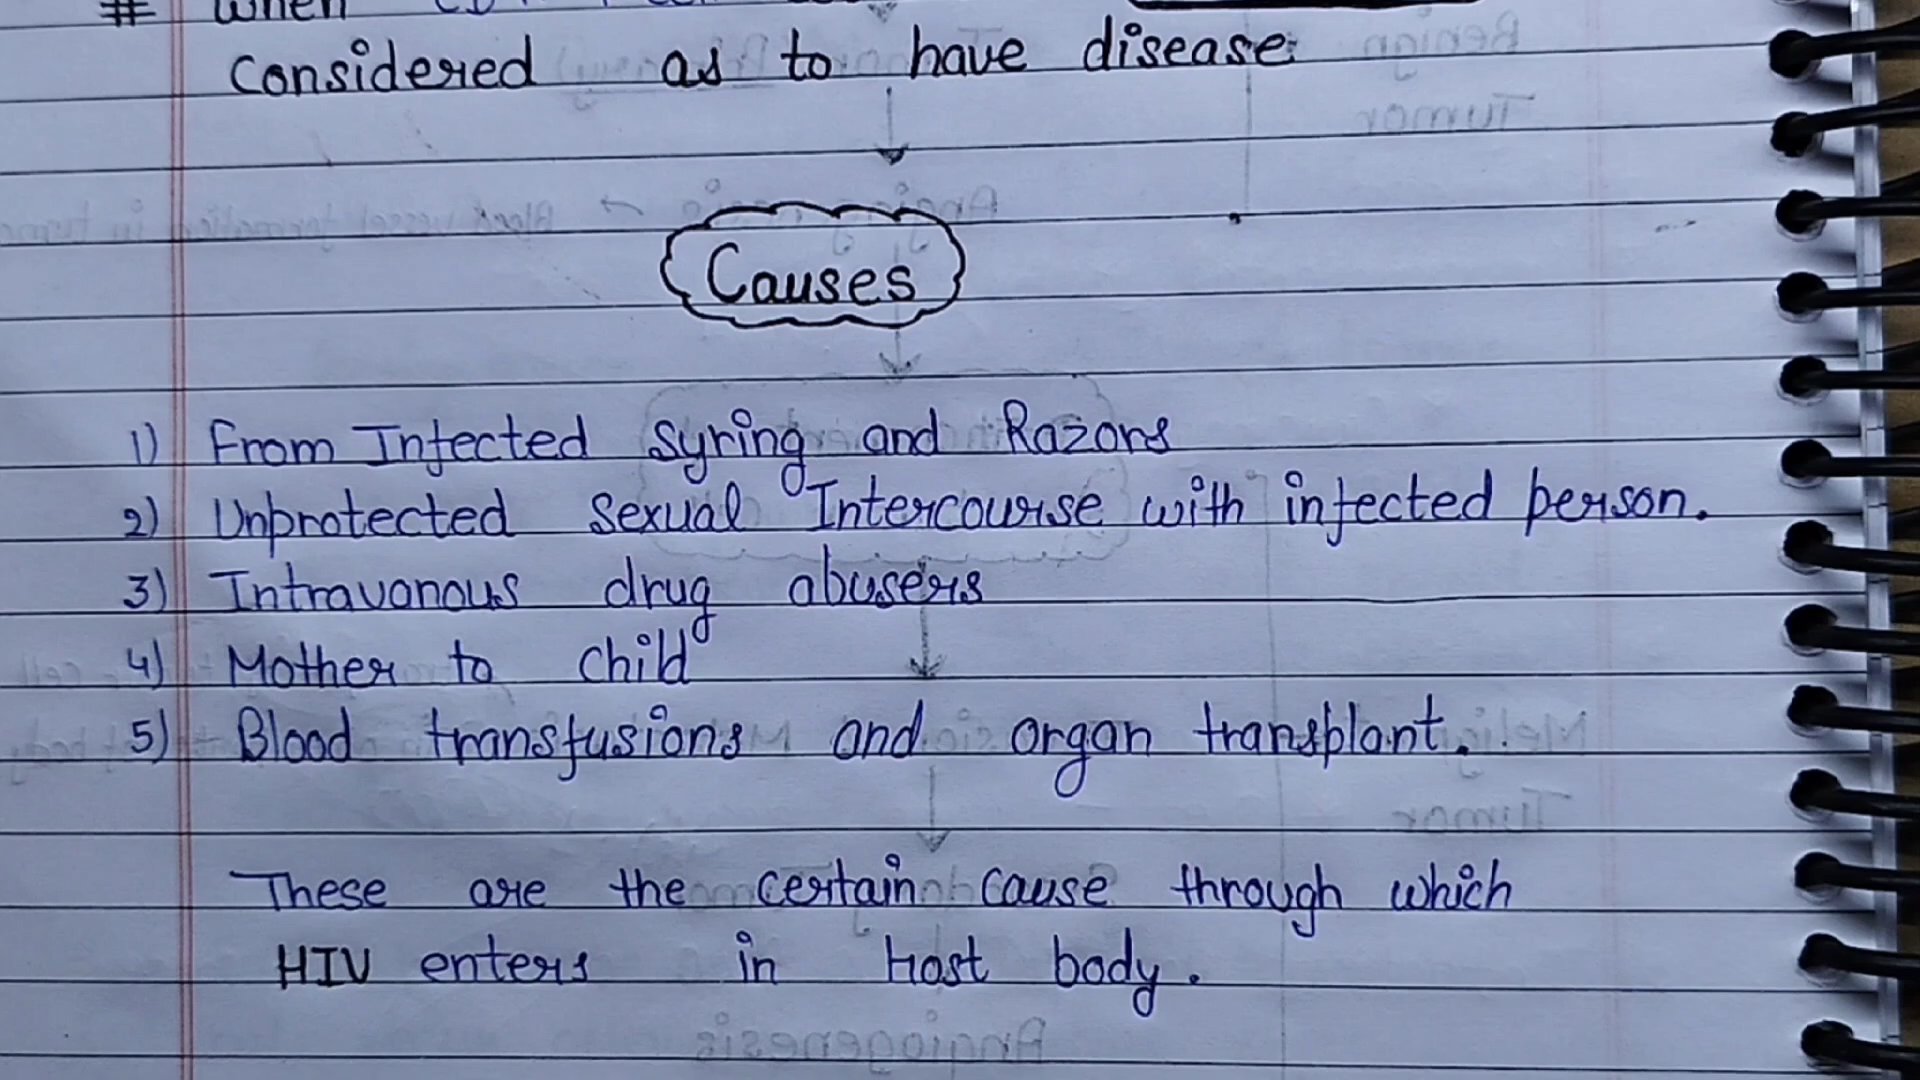 # When
Considered as to have disease
Causes
1) From Infected Syring and Razors
2) Unprotected Sexual Intercourse with infected person.
3) Intravonous drug abusers
4) Mother to child
5) Blood transfusions and organ transplant.
These are the certain cause through which
HIV enters in host body.